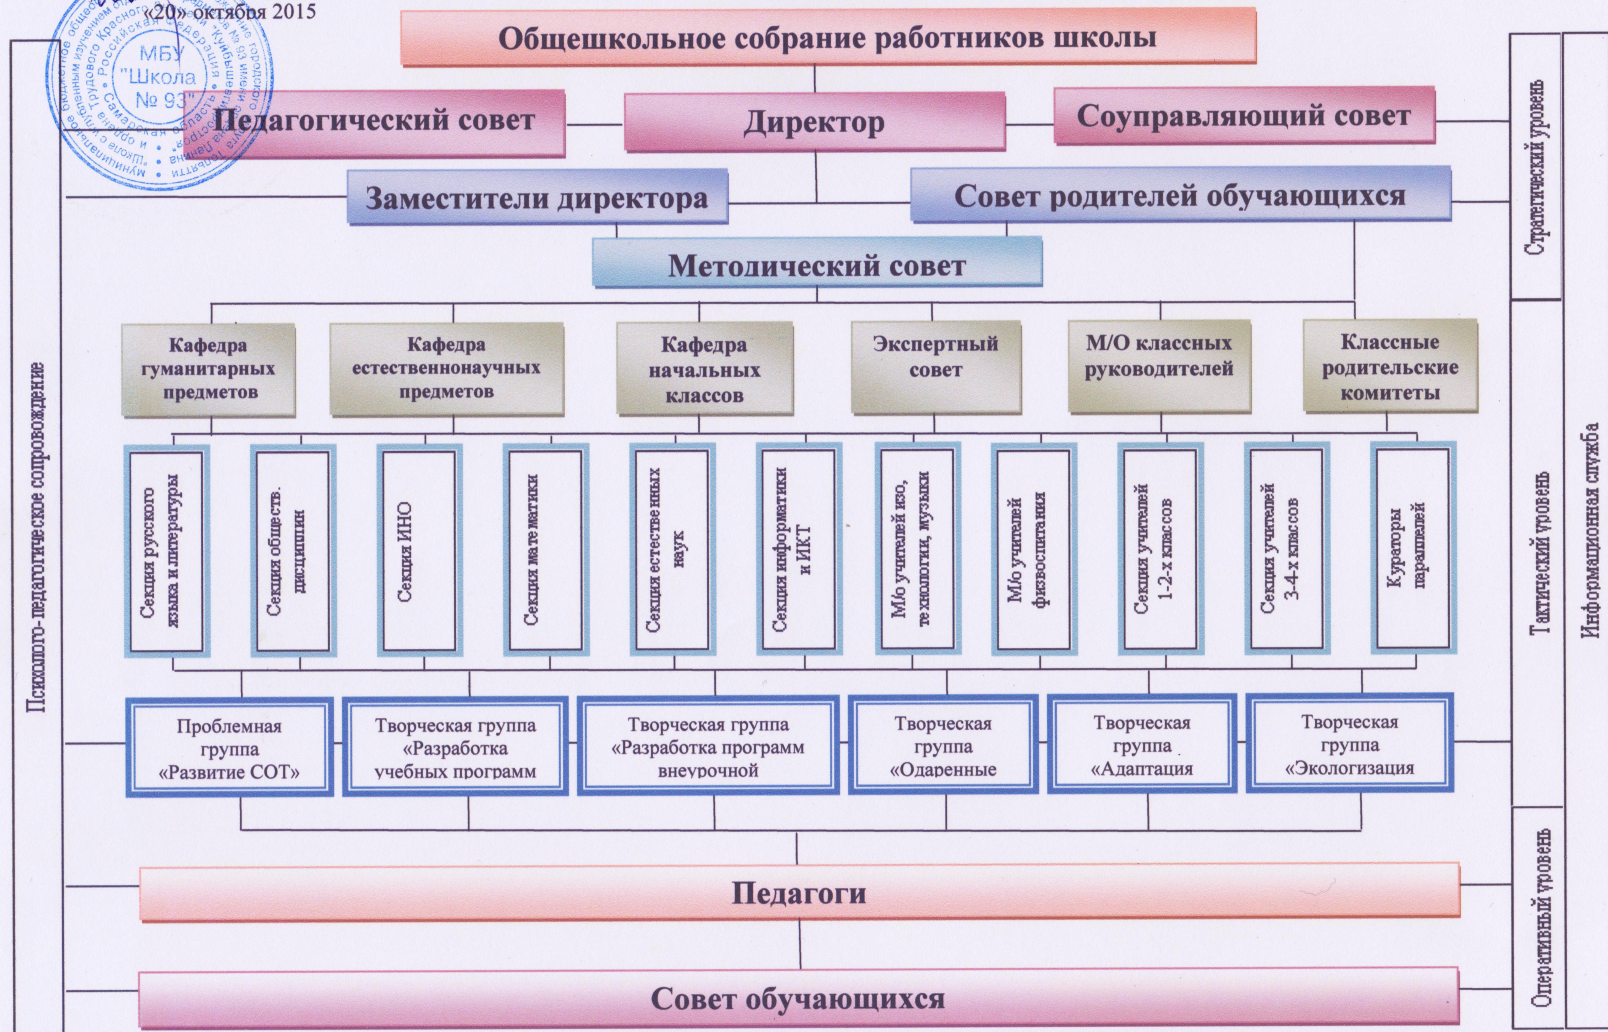 «20» октября 2015
МБУ
"Школа
№ 93"
Общешкольное собрание работников школы
Педагогический совет
Директор
Соуправляющий совет
Заместители директора
Совет родителей обучающихся
Методический совет
Кафедра
гуманитарных
предметов
Кафедра
естественнонаучных
предметов
Кафедра
начальных
классов
Экспертный
совет
М/О классных
руководителей
Классные
родительские
комитеты
Секция русского
языка и литературы
Секция обществ.
дисциплин
Секция ИНО
Секция математики
Секция естественных
наук
Секция информатики
и ИКТ
М/о учителей изо,
технологии, музыки
М/о учителей
физвоспитания
Секция учителей
1-2-х классов
Секция учителей
3-4-х классов
Кураторы
параллелей
Проблемная
группа
«Развитие СОТ»
Творческая группа
«Разработка
учебных программ
Творческая группа
«Разработка программ
внеурочной
Творческая
группа
«Одаренные
Творческая
группа
«Адаптация
Творческая
группа
«Экологизация
Педагоги
Совет обучающихся
Психолого-педагогическое сопровождение
Стратегический уровень
Тактический уровень
Оперативный уровень
Информационная служба